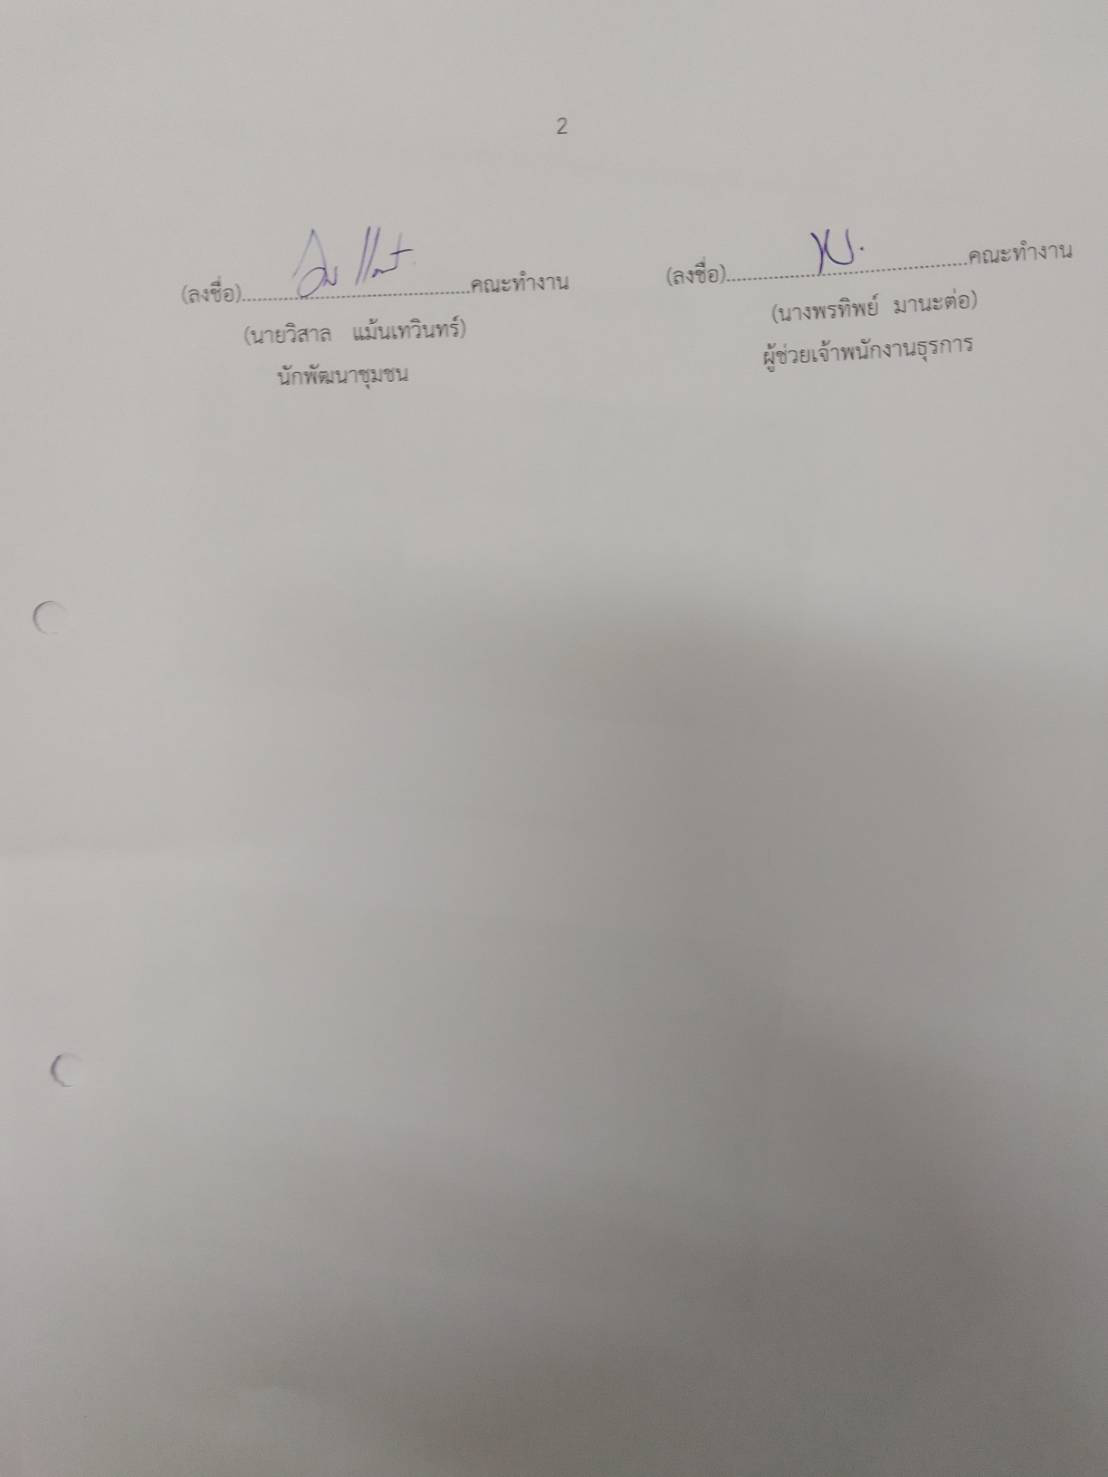 2
(ลงชื่อ)........................................คณะทำงาน
(นายวิสาล แม้นเทวินทร์)
นักพัฒนาชุมชน
(ลงชื่อ)..........................................คณะทำงาน
(นางพรทิพย์ มานะต่อ)
ผู้ช่วยเจ้าพนักงานธุรการ